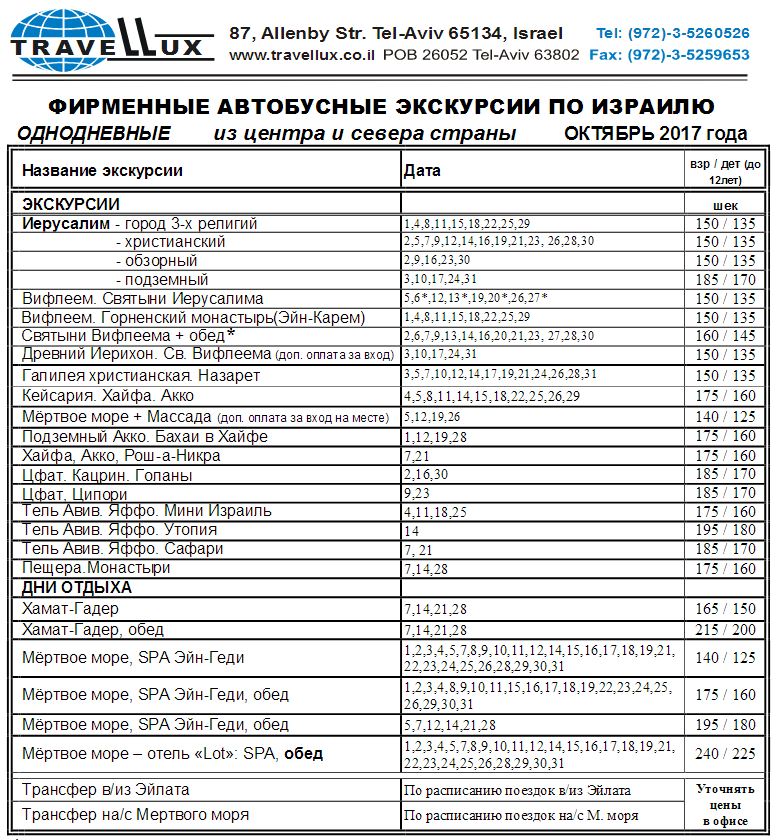 TRAVELLUX
87, Allenby Str. Tel-Aviv 65134, Israel Tel: (972)-3-5260526
www.travellux.co.il POB 26052 Tel-Aviv 63802 Fax: (972)-3-5259653
ФИРМЕННЫЕ АВТОБУСНЫЕ ЭКСКУРСИИ ПО ИЗРАИЛЮ
ОДНОДНЕВНЫЕ из центра и севера страны ОКТЯБРЬ 2017 года
Название экскурсии Дата взр / дет (до
12лет)
ЭКСКУРСИИ шек
Иерусалим - город 3-х религий 1,4,8,11,15,18,22,25,29 150 / 135
- христианский 2,5,7,9,12,14,16,19,21,23, 26,28,30 150 / 135
- обзорный 2,9,16,23,30 150 / 135
- подземный 3,10,17,24,31 185 / 170
Вифлеем. Святыни Иерусалима 5,6*,12,13*,19,20*,26,27* 150 / 135
Вифлеем. Горненский монастырь(Эйн-Карем) 1,4,8,11,15,18,22,25,29 150 / 135
Святыни Вифлеема + обед* 2,6,7,9,13,14,16,20,21,23, 27,28,30 160 / 145
Древний Иерихон. Св. Вифлеема (доп. оплата за вход) 3,10,17,24,31 150 / 135
Галилея христианская. Назарет 3,5,7,10,12,14,17,19,21,24,26,28,31 150 / 135
Кейсария. Хайфа. Акко 4,5,8,11,14,15,18,22,25,26,29 175 / 160
Мёртвое море + Массада (доп. оплата за вход на месте) 5,12,19,26 140 / 125
Подземный Акко. Бахаи в Хайфе 1,12,19,28 175 / 160
Хайфа, Акко, Рош-а-Никра 7,21 175 / 160
Цфат. Кацрин. Голаны 2,16,30 185 / 170
Цфат, Ципори 9,23 185 / 170
Тель Авив. Яффо. Мини Израиль 4,11,18,25 175 / 160
Тель Авив. Яффо. Утопия 14 195 / 180
Тель Авив. Яффо. Сафари 7, 21 185 / 170
Пещера.Монастыри 7,14,28 175 / 160
ДНИ ОТДЫХА
Хамат-Гадер 7,14,21,28 165 / 150
Хамат-Гадер, обед 7,14,21,28 215 / 200
Мёртвое море, SPA Эйн-Геди 1,2,3,4,5,7,8,9,10,11,12,14,15,16,17,18,19,21, 140 / 125
22,23,24,25,26,28,29,30,31
Мёртвое море, SPA Эйн-Геди, обед 1,2,3,4,8,9,10,11,15,16,17,18,19,22,23,24,25, 175 / 160
26,29,30,31
Мёртвое море, SPA Эйн-Геди, обед 5,7,12,14,21,28 195 / 180
Мёртвое море – отель «Lot»: SPA, обед 1,2,3,4,5,7,8,9,10,11,12,14,15,16,17,18,19,21, 240 / 225
22,23,24,25,26,28,29,30,31
Трансфер в/из Эйлата По расписанию поездок в/из Эйлата Уточнять
цены
Трансфер на/с Мертвого моря По расписанию поездок на/с М. моря в офисе